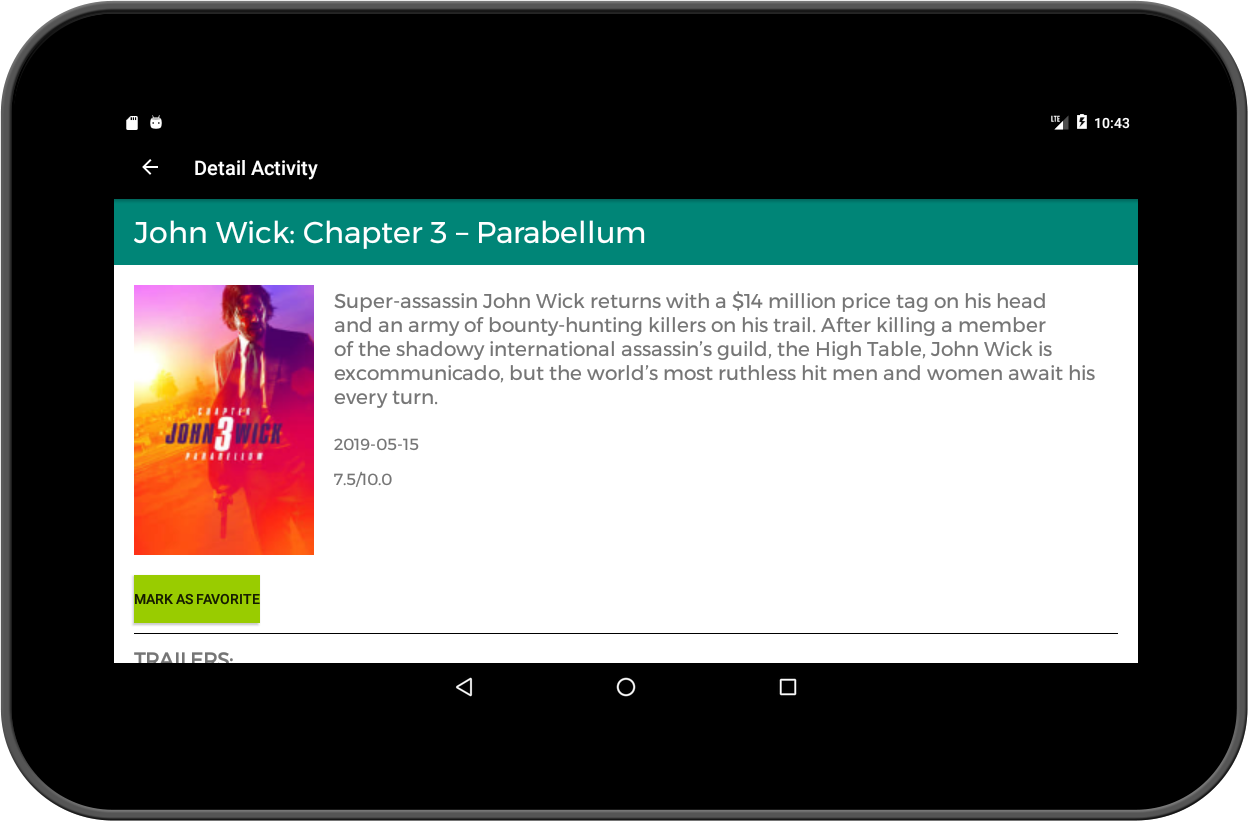 LTE 10:43
Detail Activity
John Wick: Chapter 3 – Parabellum
Super-assassin John Wick returns with a $14 million price tag on his head
and an army of bounty-hunting killers on his trail. After killing a member
of the shadowy international assassin’s guild, the High Table, John Wick is
excommunicado, but the world’s most ruthless hit men and women await his
every turn.
CHAPTER
JOHN 3 WICK
PARABELLUM
2019-05-15
7.5/10.0
MARK AS FAVORITE
TRAILERS: